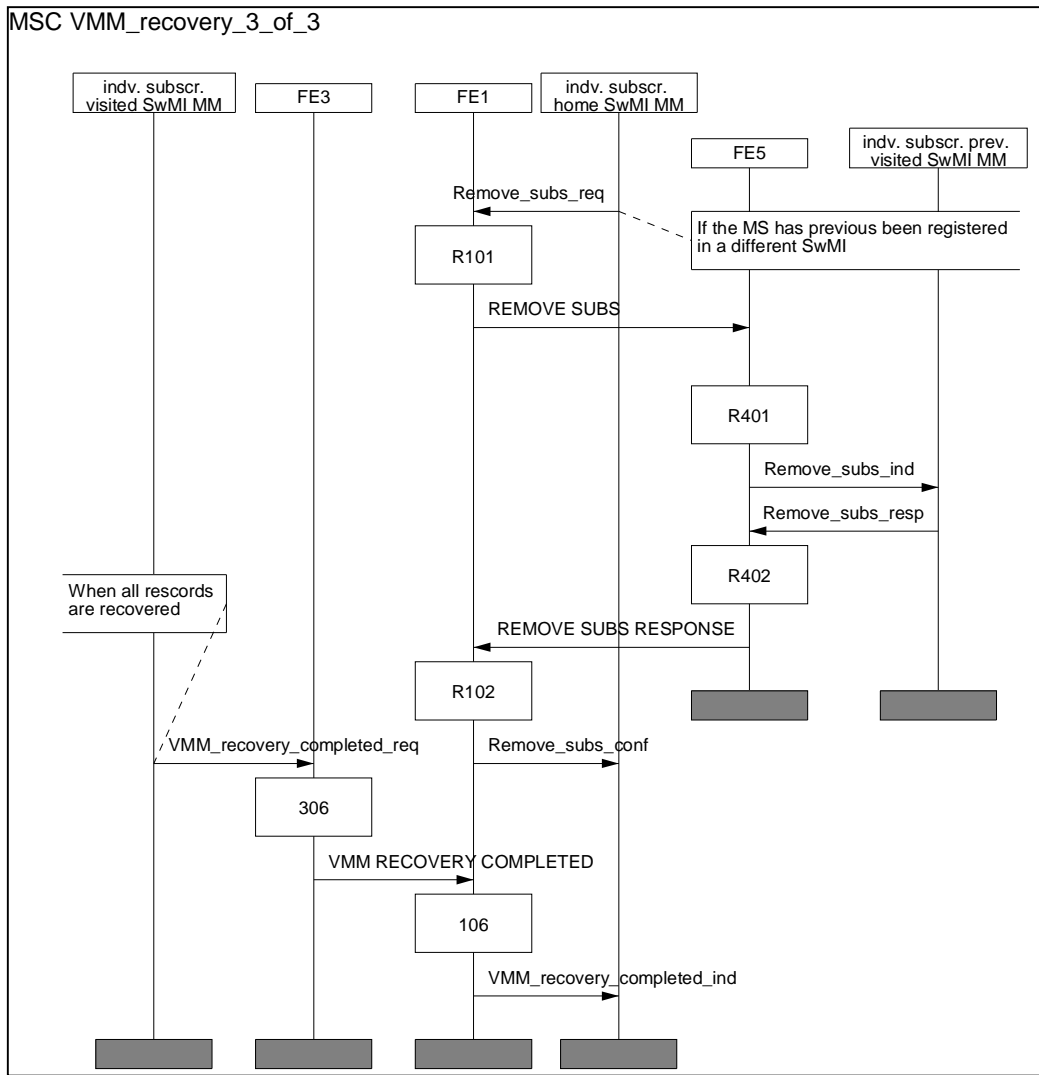 MSC VMM_recovery_3_of_3
indv. subscr.
visited SwMI MM
FE3
FE1
indv. subscr.
home SwMI MM
FE5
indv. subscr. prev.
visited SwMI MM
Remove_subs_req
If the MS has previous been registered
in a different SwMI
R101
REMOVE SUBS
R401
Remove_subs_ind
Remove_subs_resp
R402
When all rescords
are recovered
REMOVE SUBS RESPONSE
R102
VMM_recovery_completed_req
Remove_subs_conf
306
VMM RECOVERY COMPLETED
106
VMM_recovery_completed_ind